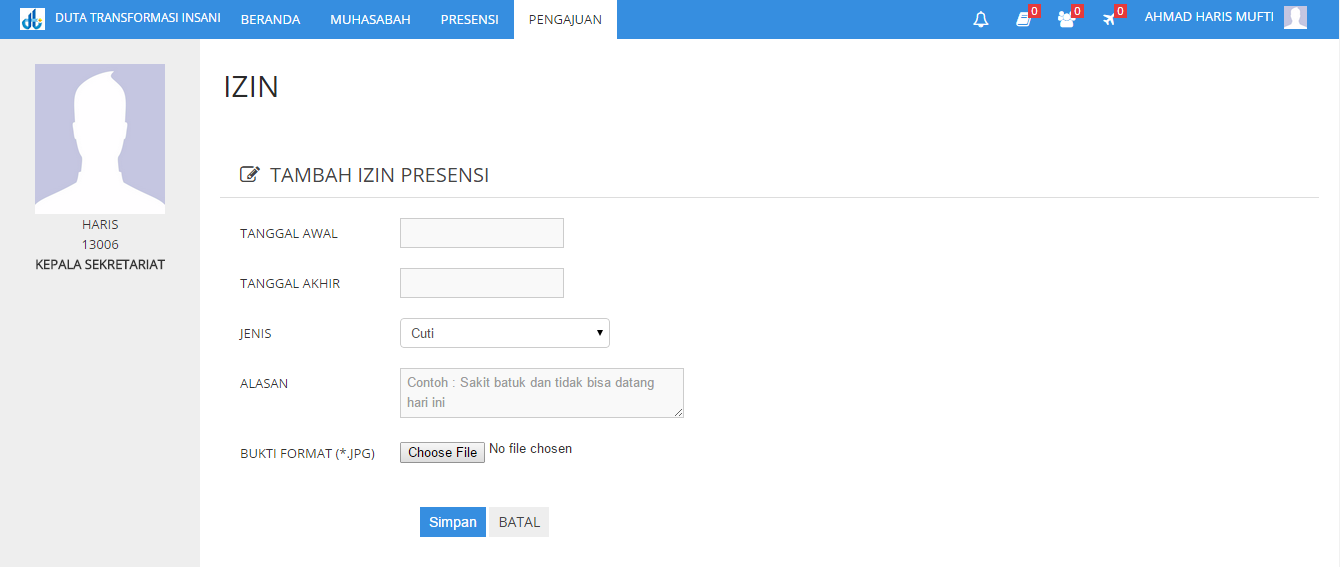 DUTA TRANSFORMASI INSANI BERANDA MUHASABAH PRESENSI PENGAJUAN 0 0 0 AHMAD HARIS MUFTI
HARIS
13006
KEPALA SEKRETARIAT
IZIN
TAMBAH IZIN PRESENSI
TANGGAL AWAL
TANGGAL AKHIR
JENIS Cuti
ALASAN Contoh : Sakit batuk dan tidak bisa datang
hari ini
BUKTI FORMAT (*.JPG) Choose File No file chosen
Simpan BATAL